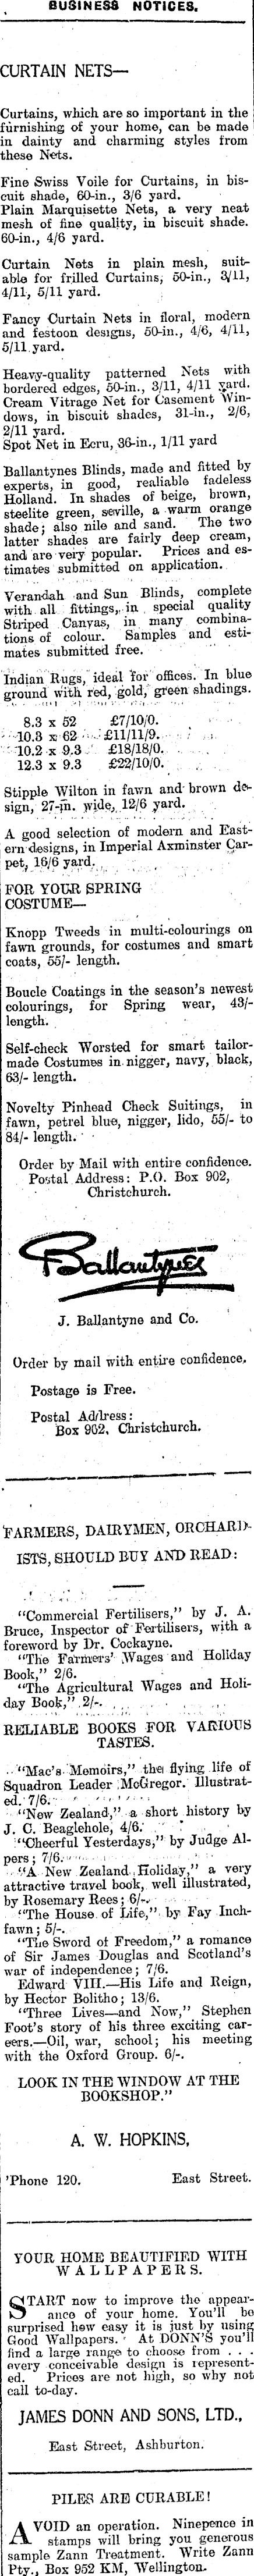 BUSINESS NOTICES.
CURTAIN NETS—
Curtains, which are so important in the
furnishing of your home, can be made
in dainty and charming styles from
these Nets.
Fine Swiss Voile for Curtains, in bis-
cuit shade, 60-in., 3/6 yard.
Plain Marquisette Nets, a very neat
mesh of fine quality, in biscuit shade.
60-in., 4/6 yard.
Curtain Nets in plain mesh, suit-
able for frilled Curtains, 50-in., 3/11,
4/11, 5/11 yard.
Fancy Curtain Nets in floral, modern
and festoon designs, 50-in., 4/6, 4/11,
5/11 yard.
Heavy-quality patterned Nets with
bordered edges, 50-in., 3/11, 4/11 yard.
Cream Vitrage Net for Casement Win-
dows, in biscuit shades, 31-in., 2/6,
2/11 yard.
Spot Net in Ecru, 36-in., 1/11 yard
Ballantynes Blinds, made and fitted by
experts, in good, realiable fadeless
Holland. In shades of beige, brown,
steelite green, seville, a warm orange
shade; also nile and sand. The two
latter shades are fairly deep cream,
and are very popular. Prices and es-
timates submitted on application.
Verandah and Sun Blinds, complete
with all fittings, in special quality
Striped Canvas, in many combina-
tions of colour. Samples and esti-
mates submitted free.
Indian Rugs, ideal for offices. In blue
ground with red, gold, green shadings.
8.3 x 52 £7/10/0.
10.3 x 62 £11/11/9.
10.2 x 9.3 £18/18/0.
12.3 x 9.3 £22/10/0.
Stipple Wilton in fawn and brown de-
sign, 27-in. wide, 12/6 yard.
A good selection of modern and East-
ern designs, in Imperial Axminster Car-
pet, 16/6 yard.
FOR YOUR SPRING
COSTUME—
Knopp Tweeds in multi-colourings on
fawn grounds, for costumes and smart
coats, 55/- length.
Boucle Coatings in the season's newest
colourings, for Spring wear, 43/-
length.
Self-check Worsted for smart tailor-
made Costumes in nigger, navy, black,
63/- length.
Novelty Pinhead Check Suitings, in
fawn, petrel blue, nigger, lido, 55/- to
84/- length.
Order by Mail with entire confidence.
Postal Address: P.O. Box 902,
Christchurch.
Ballantynes
J. Ballantyne and Co.
Order by mail with entire confidence.
Postage is Free.
Postal Address:
Box 902, Christchurch.
FARMERS, DAIRYMEN, ORCHARD-
ISTS, SHOULD BUY AND READ:
"Commercial Fertilisers," by J. A.
Bruce, Inspector of Fertilisers, with a
foreword by Dr. Cockayne.
"The Farmers' Wages and Holiday
Book," 2/6.
"The Agricultural Wages and Holi-
day Book," 2/-.
RELIABLE BOOKS FOR VARIOUS
TASTES.
"Mac's Memoirs," the flying life of
Squadron Leader McGregor. Illustrat-
ed. 7/6.
"New Zealand," a short history by
J. C. Beaglehole, 4/6.
"Cheerful Yesterdays," by Judge Al-
pers; 7/6.
"A New Zealand Holiday," a very
attractive travel book, well illustrated,
by Rosemary Rees; 6/-.
"The House of Life," by Fay Inch-
fawn; 5/-.
"The Sword of Freedom," a romance
of Sir James Douglas and Scotland's
war of independence; 7/6.
Edward VIII.—His Life and Reign,
by Hector Bolitho; 13/6.
"Three Lives—and Now," Stephen
Foot's story of his three exciting car-
eers.—Oil, war, school; his meeting
with the Oxford Group. 6/-.
LOOK IN THE WINDOW AT THE
BOOKSHOP."
A. W. HOPKINS,
'Phone 120. East Street.
YOUR HOME BEAUTIFIED WITH
WALLPAPERS.
START now to improve the appear-
ance of your home. You'll be
surprised how easy it is just by using
Good Wallpapers. At DONN'S you'll
find a large range to choose from . . .
every conceivable design is represent-
ed. Prices are not high, so why not
call to-day.
JAMES DONN AND SONS, LTD.,
East Street, Ashburton.
PILES ARE CURABLE!
AVOID an operation. Ninepence in
stamps will bring you generous
sample Zann Treatment. Write Zann
Pty., Box 952 KM, Wellington.